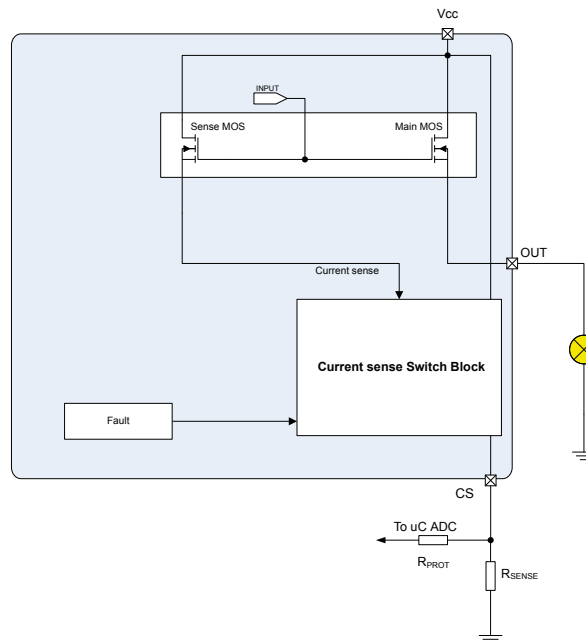 Vcc
INPUT
Sense MOS
Main MOS
OUT
Current sense
Current sense Switch Block
Fault
CS
To uC ADC
RPROT
RSENSE